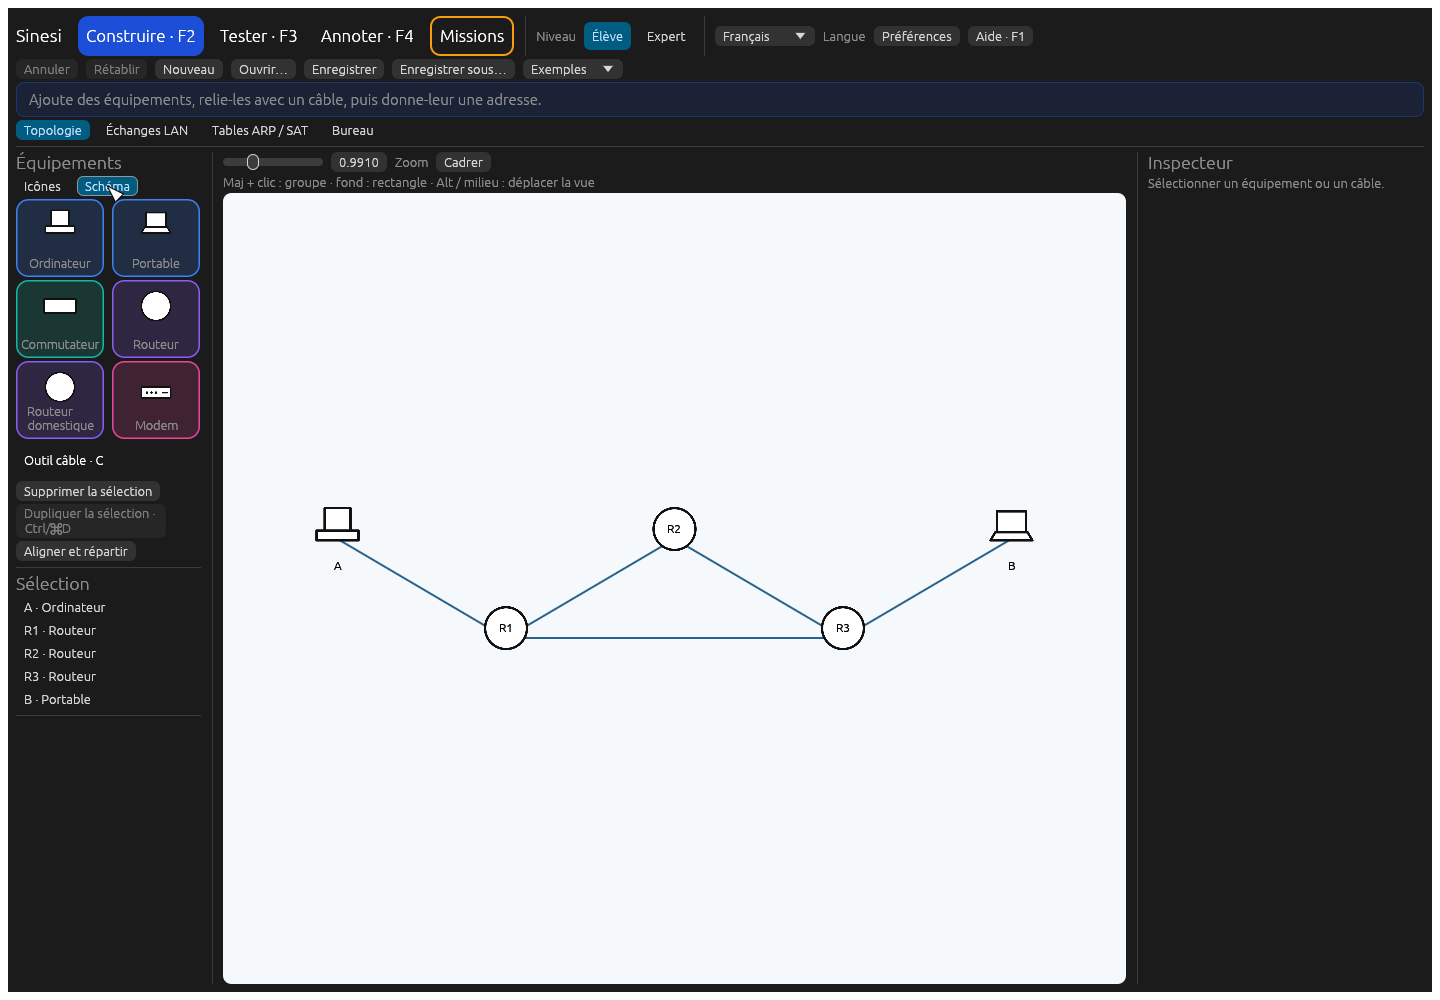 Sinesi Construire · F2 Tester · F3 Annoter · F4 Missions Niveau Élève Expert Français Langue Préférences Aide · F1
Annuler Rétablir Nouveau Ouvrir... Enregistrer Enregistrer sous... Exemples
Ajoute des équipements, relie-les avec un câble, puis donne-leur une adresse.
Topologie Échanges LAN Tables ARP / SAT Bureau
Équipements
Icônes Schéma
Ordinateur Portable
Commutateur Routeur
Routeur domestique Modem
Outil câble · C
Supprimer la sélection
Dupliquer la sélection ·
Ctrl/⌘D
Aligner et répartir
Sélection
A · Ordinateur
R1 · Routeur
R2 · Routeur
R3 · Routeur
B · Portable
0.9910 Zoom Cadrer
Maj + clic : groupe · fond : rectangle · Alt / milieu : déplacer la vue
R2
A
B
R1
R3
Inspecteur
Sélectionner un équipement ou un câble.